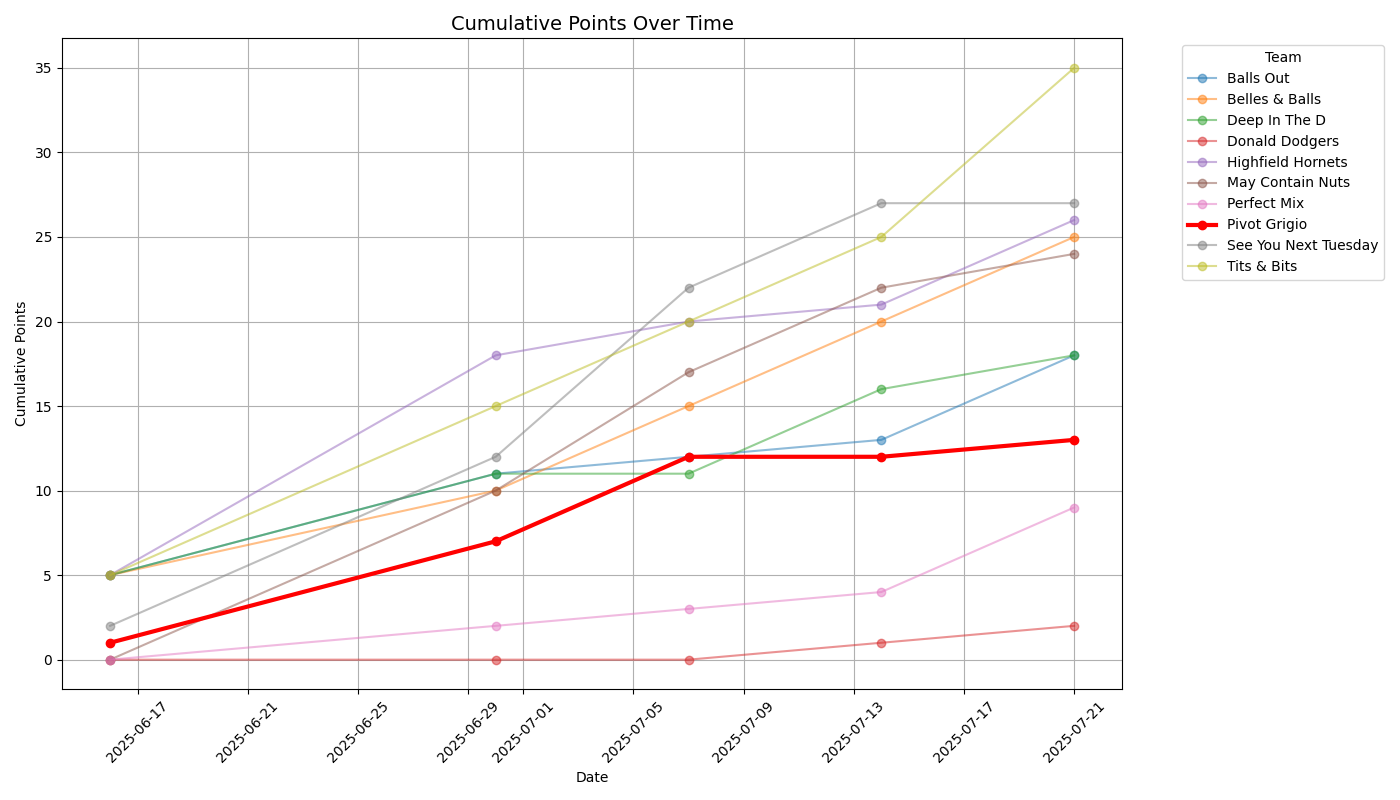 Cumulative Points Over Time
Team
Balls Out
Belles & Balls
Deep In The D
Donald Dodgers
Highfield Hornets
May Contain Nuts
Perfect Mix
Pivot Grigio
See You Next Tuesday
Tits & Bits
Cumulative Points
35
30
25
20
15
10
5
0
2025-06-17
2025-06-21
2025-06-25
2025-06-29
2025-07-01
2025-07-05
2025-07-09
2025-07-13
2025-07-17
2025-07-21
Date